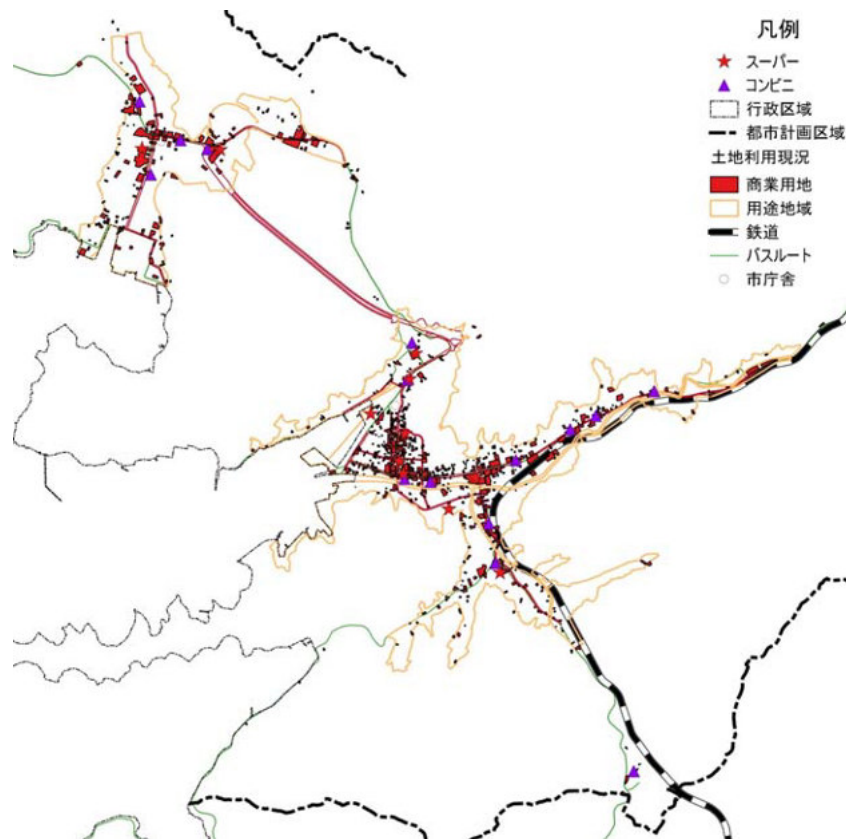 凡例
スーパー
コンビニ
行政区域
都市計画区域
土地利用現況
商業用地
用途地域
鉄道
バスルート
市庁舎